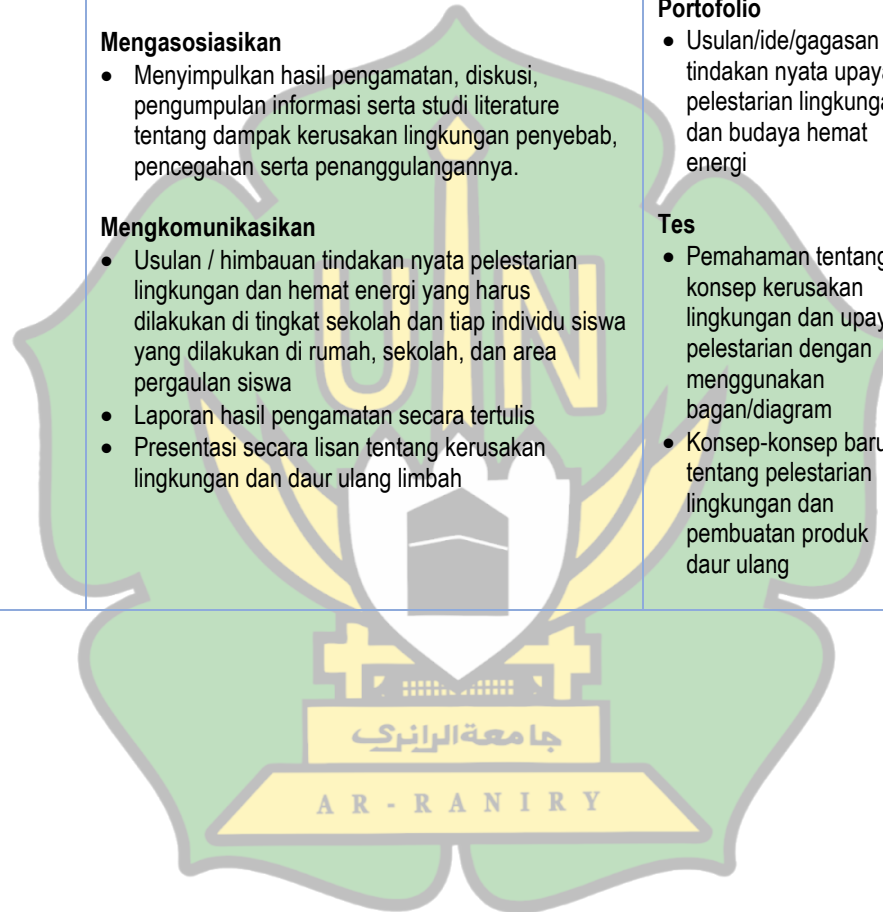 Mengasosiasikan
• Menyimpulkan hasil pengamatan, diskusi,
pengumpulan informasi serta studi literature
tentang dampak kerusakan lingkungan penyebab,
pencegahan serta penanggulangannya.
Mengkomunikasikan
• Usulan / himbauan tindakan nyata pelestarian
lingkungan dan hemat energi yang harus
dilakukan di tingkat sekolah dan tiap individu siswa
yang dilakukan di rumah, sekolah, dan area
pergaulan siswa
• Laporan hasil pengamatan secara tertulis
• Presentasi secara lisan tentang kerusakan
lingkungan dan daur ulang limbah
Portofolio
• Usulan/ide/gagasan
tindakan nyata upaya
pelestarian
dan budaya hemat
energi
Tes
• Pemahaman tentang
konsep kerusakan
lingkungan dan
pelestarian dengan
menggunakan
bagan/diagram
• Konsep-konsep baru
tentang pelestarian
lingkungan dan
pembuatan produk
daur ulang
UIN
جامعةالرانري
AR-RANIRY